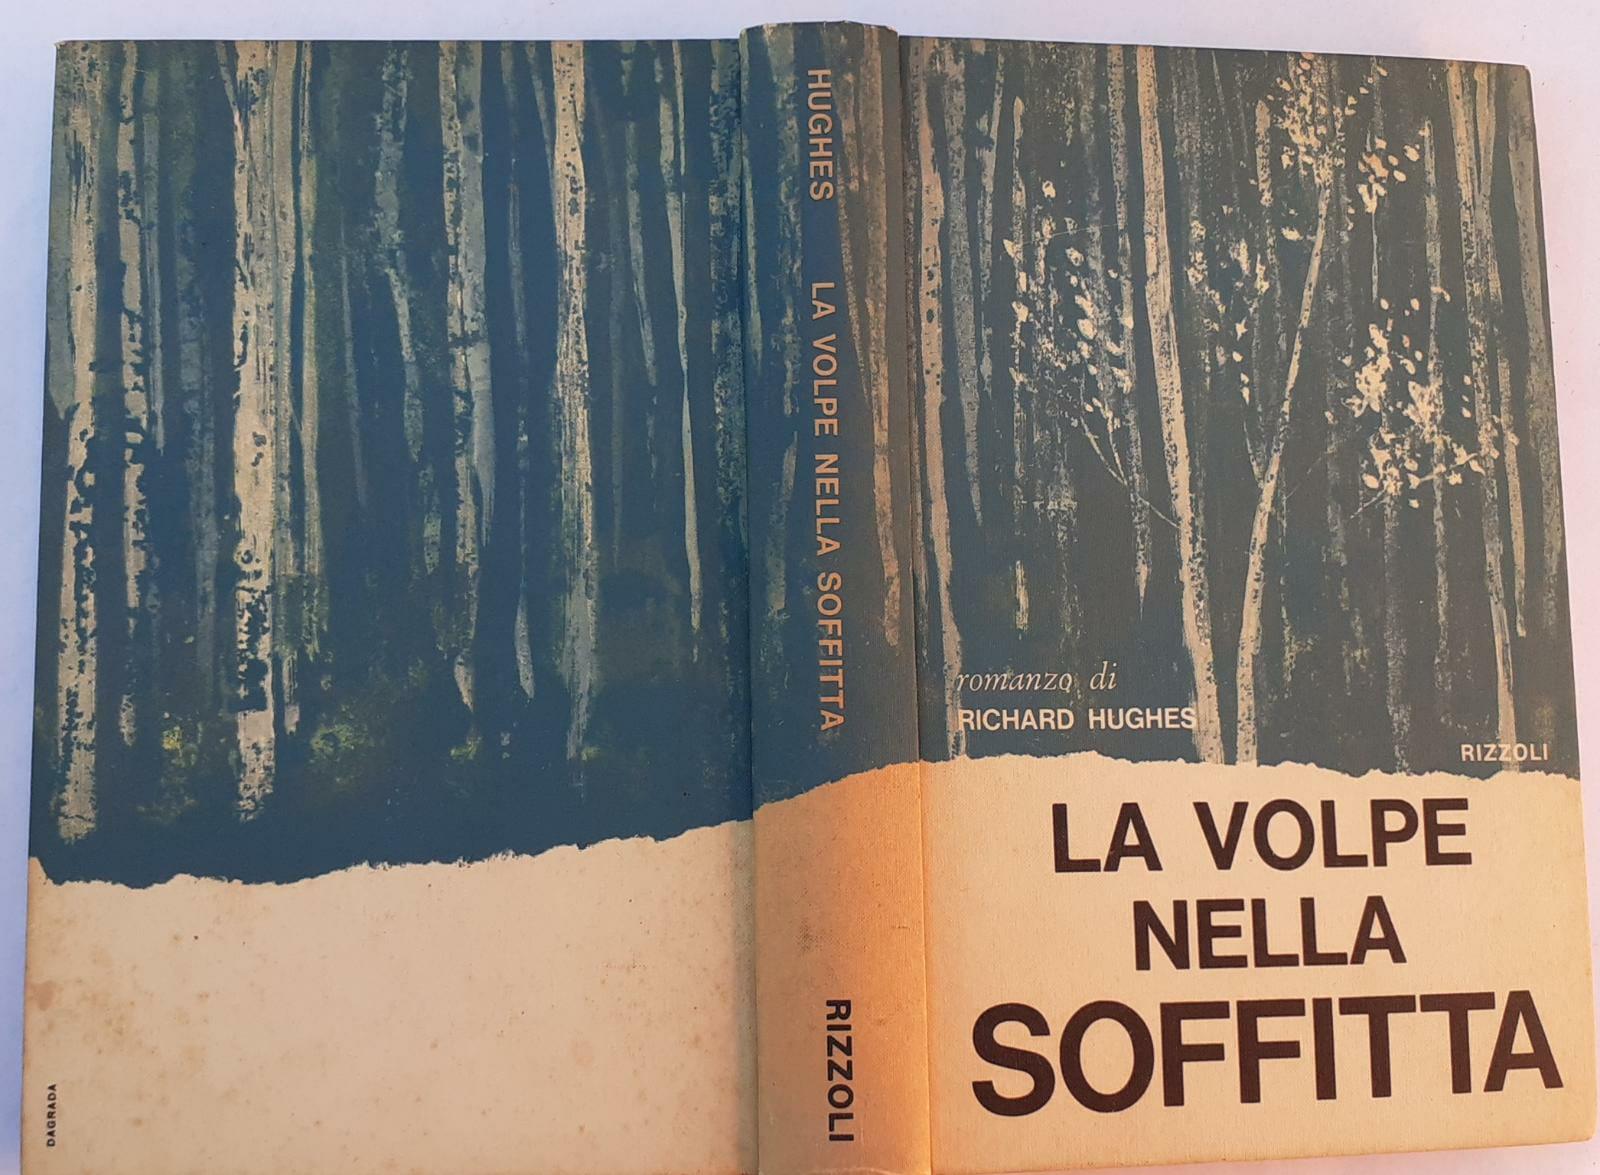 DAGRADA
HUGHES LA VOLPE NELLA SOFFITTA
RIZZOLI
romanzo di
RICHARD HUGHES
RIZZOLI
LA VOLPE
NELLA
SOFFITTA